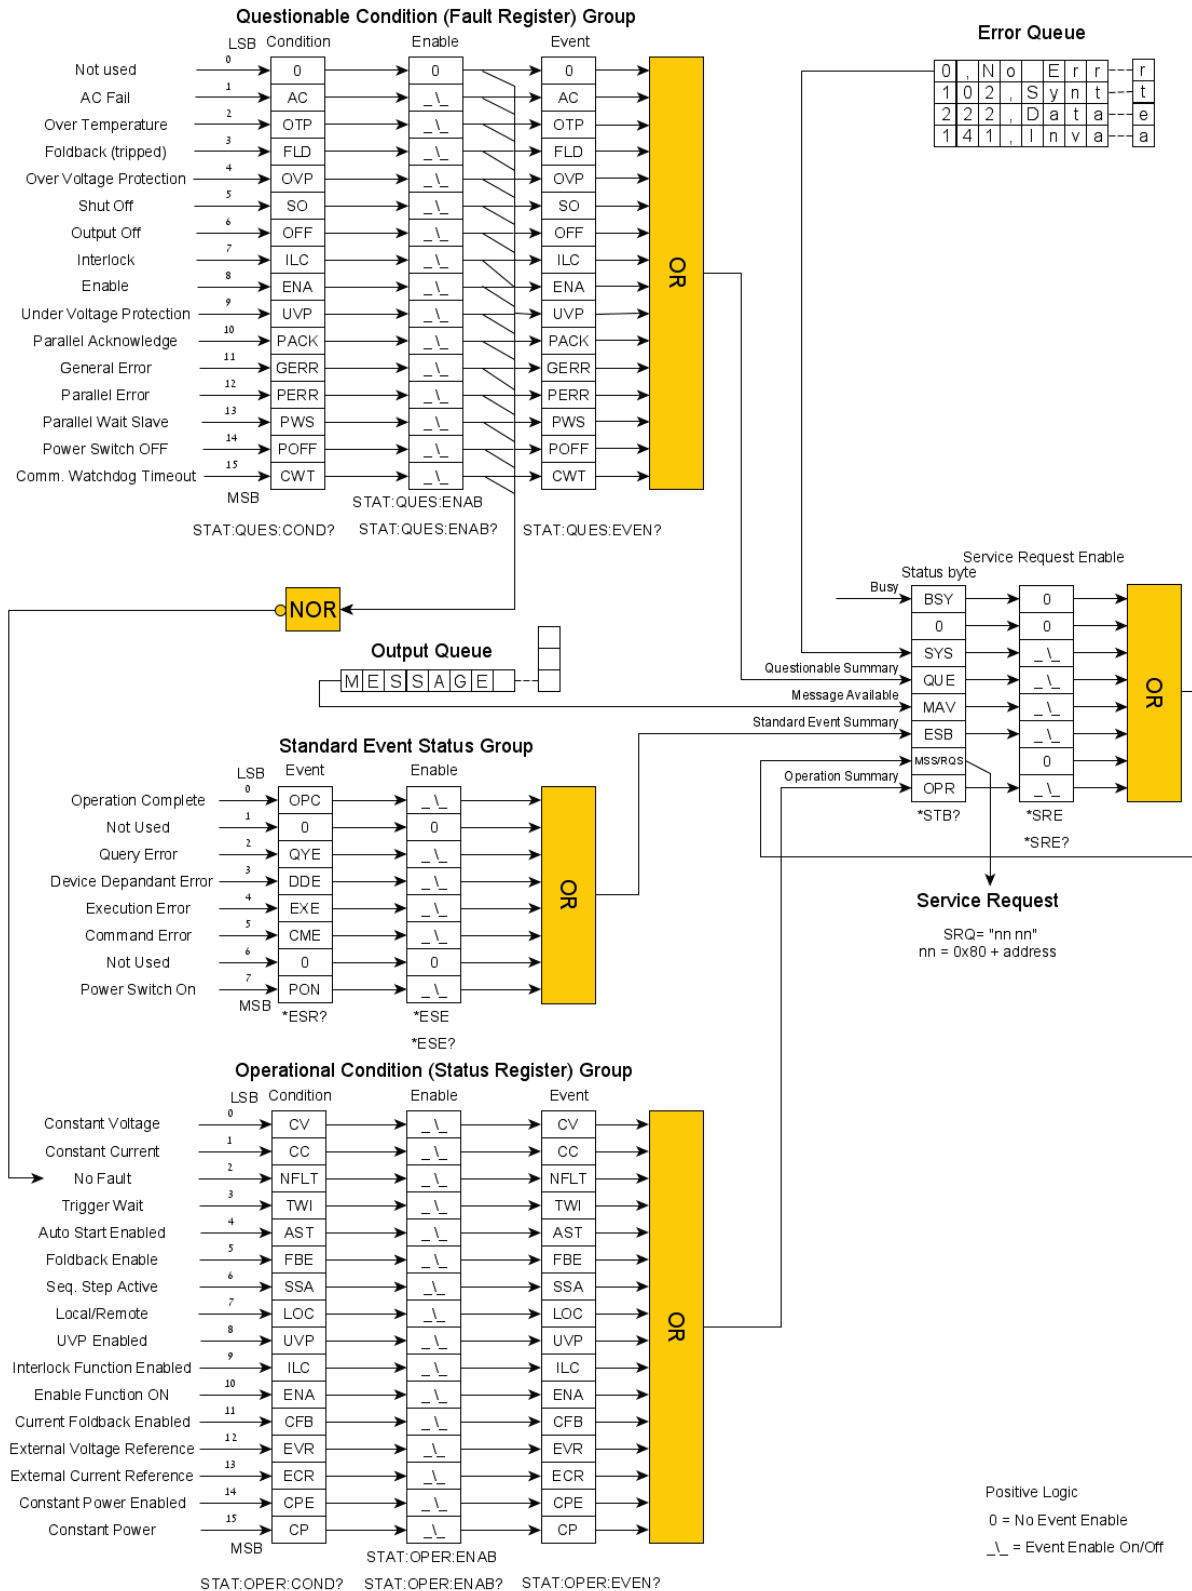 Questionable Condition (Fault Register) Group
LSB Condition Enable Event
Not used 0 0 0 0
AC Fail 1 AC _\_ AC
Over Temperature 2 OTP _\_ OTP
Foldback (tripped) 3 FLD _\_ FLD
Over Voltage Protection 4 OVP _\_ OVP
Shut Off 5 SO _\_ SO
Output Off 6 OFF _\_ OFF
Interlock 7 ILC _\_ ILC
Enable 8 ENA _\_ ENA
Under Voltage Protection 9 UVP _\_ UVP
Parallel Acknowledge 10 PACK _\_ PACK
General Error 11 GERR _\_ GERR
Parallel Error 12 PERR _\_ PERR
Parallel Wait Slave 13 PWS _\_ PWS
Power Switch OFF 14 POFF _\_ POFF
Comm. Watchdog Timeout 15 CWT _\_ CWT
MSB
OR
STAT:QUES:ENAB
STAT:QUES:COND? STAT:QUES:ENAB? STAT:QUES:EVEN?
Error Queue
0 , N o E r r r
1 0 2 , S y n t t
2 2 2 , D a t a e
1 4 1 , I n v a a
NOR
Output Queue
M E S S A G E
Service Request Enable
Status byte
Busy BSY 0
0 0
SYS _\_
Questionable Summary QUE _\_
Message Available MAV _\_
Standard Event Summary ESB _\_
MSS/RQS 0
Operation Summary OPR _\_
OR
*STB? *SRE
*SRE?
Service Request
SRQ= "nn nn"
nn = 0x80 + address
Standard Event Status Group
LSB Event Enable
Operation Complete 0 OPC _\_
Not Used 1 0 0
Query Error 2 QYE _\_
Device Dependant Error 3 DDE _\_
Execution Error 4 EXE _\_
Command Error 5 CME _\_
Not Used 6 0 0
Power Switch On 7 PON _\_
MSB
OR
*ESR? *ESE
*ESE?
Operational Condition (Status Register) Group
LSB Condition Enable Event
Constant Voltage 0 CV _\_ CV
Constant Current 1 CC _\_ CC
No Fault 2 NFLT _\_ NFLT
Trigger Wait 3 TWI _\_ TWI
Auto Start Enabled 4 AST _\_ AST
Foldback Enable 5 FBE _\_ FBE
Seq. Step Active 6 SSA _\_ SSA
Local/Remote 7 LOC _\_ LOC
UVP Enabled 8 UVP _\_ UVP
Interlock Function Enabled 9 ILC _\_ ILC
Enable Function ON 10 ENA _\_ ENA
Current Foldback Enabled 11 CFB _\_ CFB
External Voltage Reference 12 EVR _\_ EVR
External Current Reference 13 ECR _\_ ECR
Constant Power Enabled 14 CPE _\_ CPE
Constant Power 15 CP _\_ CP
MSB
OR
STAT:OPER:ENAB
STAT:OPER:COND? STAT:OPER:ENAB? STAT:OPER:EVEN?
Positive Logic
0 = No Event Enable
_\_ = Event Enable On/Off